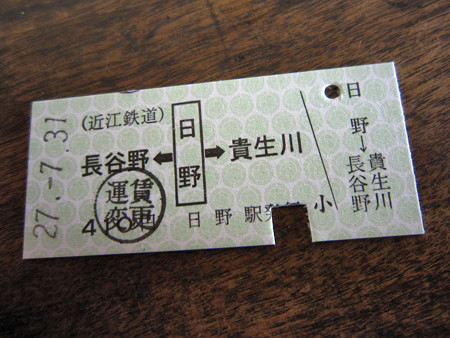 27.-7.31
(近江鉄道)
長谷野⬅日野➡貴生川
運賃
変更
日野駅発行
小
日野→貴生川
長谷野